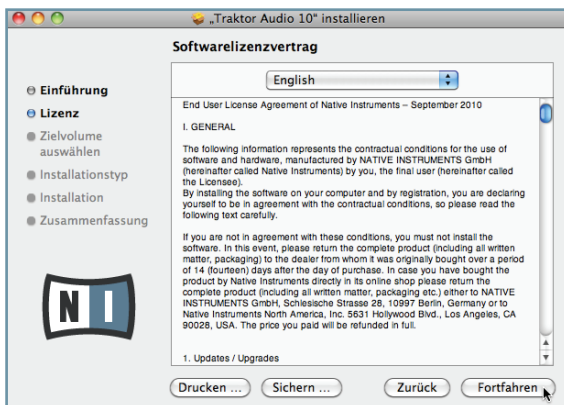 „Traktor Audio 10“ installieren
Softwarelizenzvertrag
Einführung
Lizenz
Zielvolume
auswählen
Installationstyp
Installation
Zusammenfassung
NI
English
End User License Agreement of Native Instruments – September 2010
I. GENERAL
The following information represents the contractual conditions for the use of
software and hardware, manufactured by NATIVE INSTRUMENTS GmbH
(hereinafter called Native Instruments) by you, the final user (hereinafter called
the Licensee).
By installing the software on your computer and by registration, you are declaring
yourself to be in agreement with the contractual conditions, so please read the
following text carefully.
If you are not in agreement with these conditions, you must not install the
software. In this event, please return the complete product (including all written
matter, packaging) to the dealer from whom it was originally bought over a period
of 14 (fourteen) days after the day of purchase. In case you have bought the
product by Native Instruments directly in its online shop please return the
complete product (including all written matter, packaging etc.) either to NATIVE
INSTRUMENTS GmbH, Schlesische Strasse 28, 10997 Berlin, Germany or to
Native Instruments North America, Inc. 5631 Hollywood Blvd., Los Angeles, CA
90028, USA. The price you paid will be refunded in full.
1. Updates / Upgrades
Drucken ... Sichern ... Zurück Fortfahren